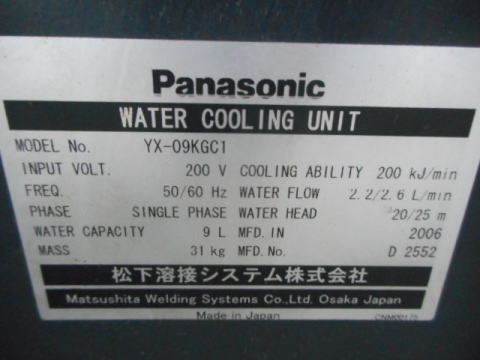 Panasonic
WATER COOLING UNIT
MODEL No. YX-09KGC1
INPUT VOLT. 200 V COOLING ABILITY 200 kJ/min
FREQ. 50/60 Hz WATER FLOW 2.2/2.6 L/min
PHASE SINGLE PHASE WATER HEAD 20/25 m
WATER CAPACITY 9 L MFD.IN 2006
MASS 31 kg MFD.No. D 2552
松下溶接システム株式会社
Matsushita Welding Systems Co.,Ltd. Osaka Japan
Made in Japan CNM00175